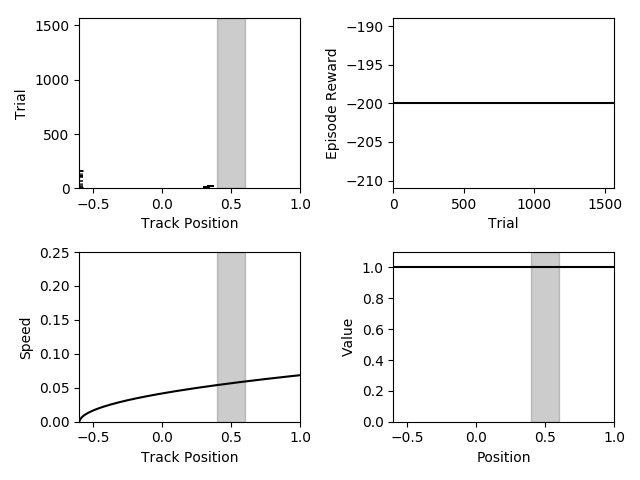 1500
1000
500
0
Trial
−0.5 0.0 0.5 1.0
Track Position
−190
−195
−200
−205
−210
Episode Reward
0 500 1000 1500
Trial
0.25
0.20
0.15
0.10
0.05
0.00
Speed
−0.5 0.0 0.5 1.0
Track Position
1.0
0.8
0.6
0.4
0.2
0.0
Value
−0.5 0.0 0.5 1.0
Position